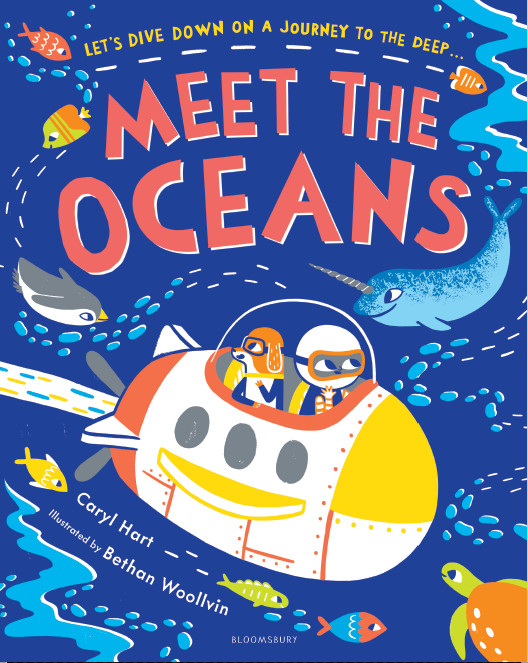 LET'S DIVE DOWN ON A JOURNEY TO THE DEEP...
MEET THE
OCEANS
Caryl Hart
Illustrated by Bethan Woollvin
BLOOMSBURY